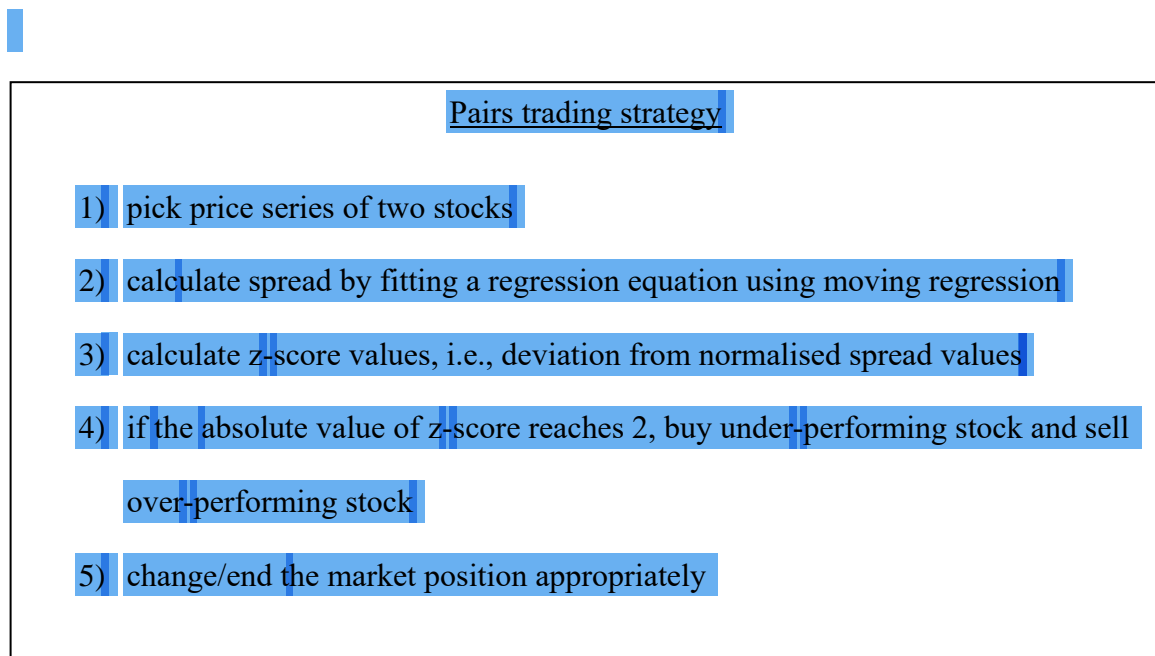 Pairs trading strategy
1) pick price series of two stocks
2) calculate spread by fitting a regression equation using moving regression
3) calculate z-score values, i.e., deviation from normalised spread values
4) if the absolute value of z-score reaches 2, buy under-performing stock and sell
over-performing stock
5) change/end the market position appropriately